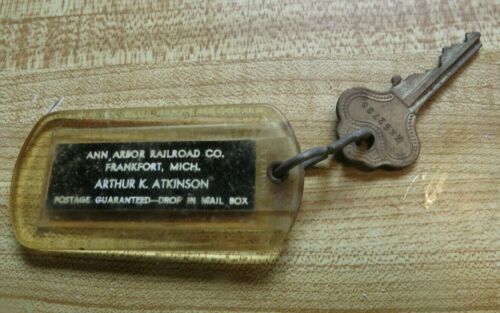 ANN ARBOR RAILROAD CO.
FRANKFORT, MICH.
ARTHUR K. ATKINSON
POSTAGE GUARANTEED—DROP IN MAIL BOX